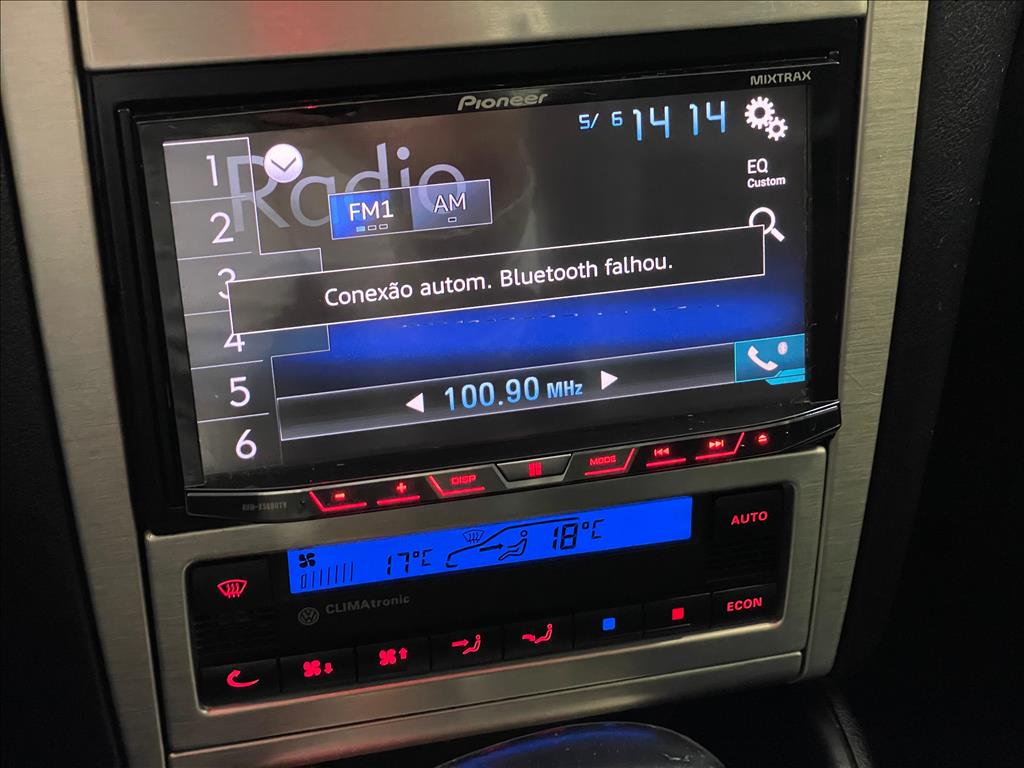 MIXTRAX
Pioneer
5/ 6 14 14
Radio
FM1
AM
EQ
Custom
1
2
3
4
5
6
Conexão autom. Bluetooth falhou.
100.90 MHz
DISP
MODE
17°C
18°C
AUTO
CLIMAtronic
ECON